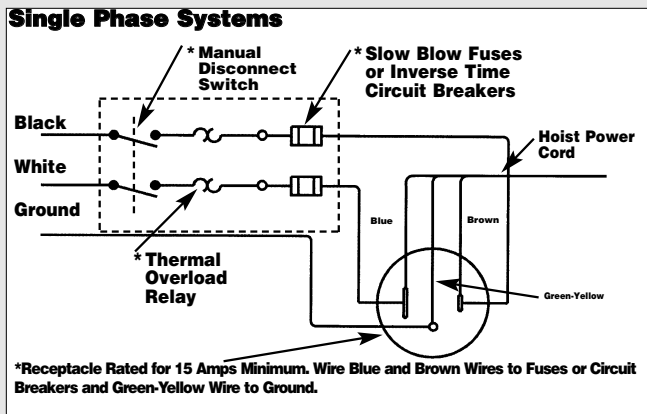 Single Phase Systems
* Manual
Disconnect
Switch
* Slow Blow Fuses
or Inverse Time
Circuit Breakers
Black
Hoist Power
Cord
White
Ground
Blue
Brown
* Thermal
Overload
Relay
Green-Yellow
*Receptacle Rated for 15 Amps Minimum. Wire Blue and Brown Wires to Fuses or Circuit
Breakers and Green-Yellow Wire to Ground.